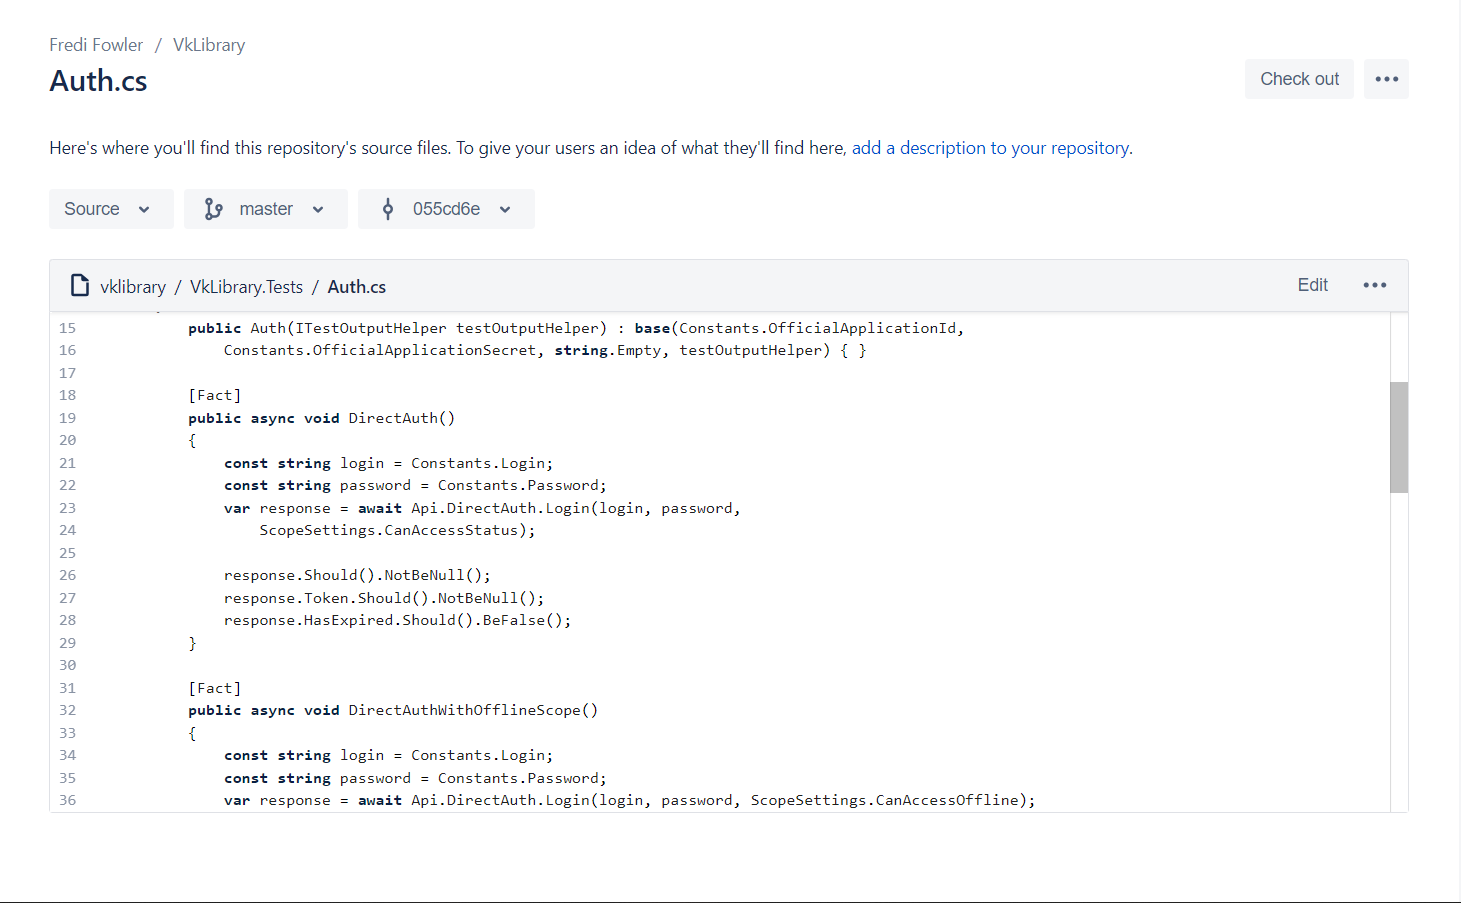 Fredi Fowler / VkLibrary
Auth.cs
Check out
Here's where you'll find this repository's source files. To give your users an idea of what they'll find here, add a description to your repository.
Source master 055cd6e
vklibrary / VkLibrary.Tests / Auth.cs Edit
15 public Auth(ITestOutputHelper testOutputHelper) : base(Constants.OfficialApplicationId,
16 Constants.OfficialApplicationSecret, string.Empty, testOutputHelper) { }
17
18 [Fact]
19 public async void DirectAuth()
20 {
21 const string login = Constants.Login;
22 const string password = Constants.Password;
23 var response = await Api.DirectAuth.Login(login, password,
24 ScopeSettings.CanAccessStatus);
25
26 response.Should().NotBeNull();
27 response.Token.Should().NotBeNull();
28 response.HasExpired.Should().BeFalse();
29 }
30
31 [Fact]
32 public async void DirectAuthWithOfflineScope()
33 {
34 const string login = Constants.Login;
35 const string password = Constants.Password;
36 var response = await Api.DirectAuth.Login(login, password, ScopeSettings.CanAccessOffline);